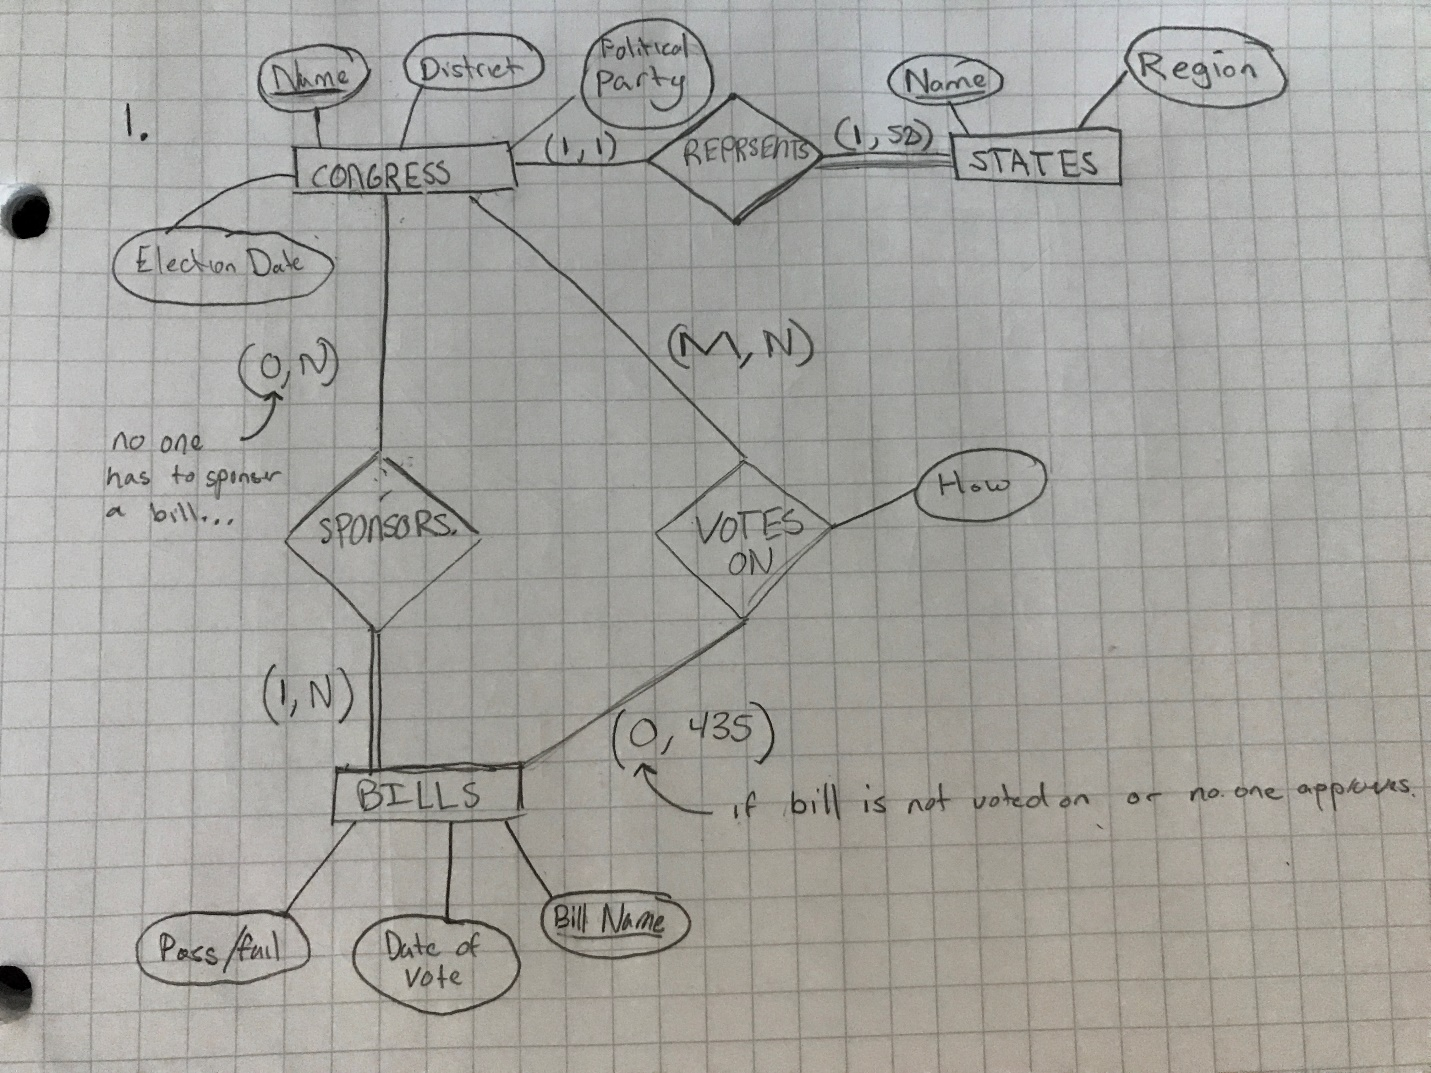 1.
Name
District
Political
Party
Name
Region
CONGRESS
(1, 1)
REPRSENTS
(1, 52)
STATES
Election Date
(0, N)
no one
has to sponser
a bill...
(M, N)
SPONSORS.
VOTES
ON
How
(1, N)
(0, 435)
if bill is not voted on or no one approves.
BILLS
Pass/fail
Date of
Vote
Bill Name